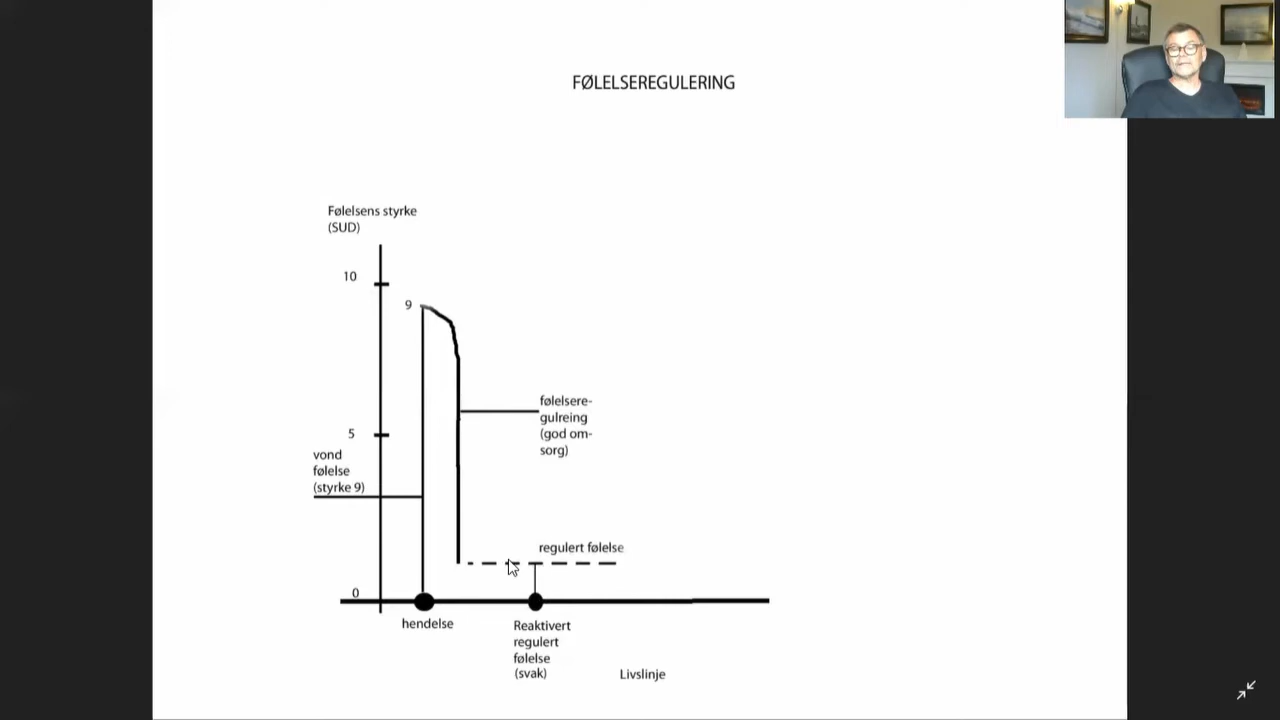 FØLELSEREGULERING
Følelsens styrke
(SUD)
10
9
følelsere-
gulreing
(god om-
sorg)
5
vond
følelse
(styrke 9)
regulert følelse
0
hendelse
Reaktivert
regulert
følelse
(svak)
Livslinje